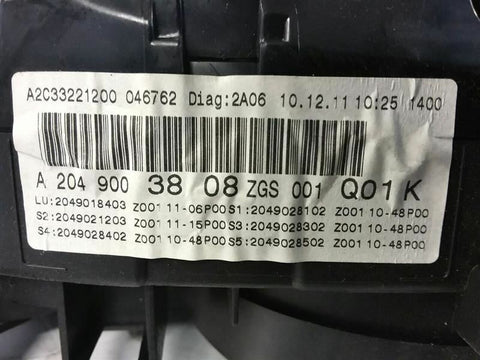 A2C33221200 046762 Diag:2A06 10.12.11 10:25 1400
A 204 900 38 08 ZGS 001 Q01 K
LU:2049018403 Z001 11-06P00 S1:2049028102 Z001 10-48P00
S2:2049021203 Z001 11-15P00 S3:2049028302 Z001 10-48P00
S4:2049028402 Z001 10-48P00 S5:2049028502 Z001 10-48P00